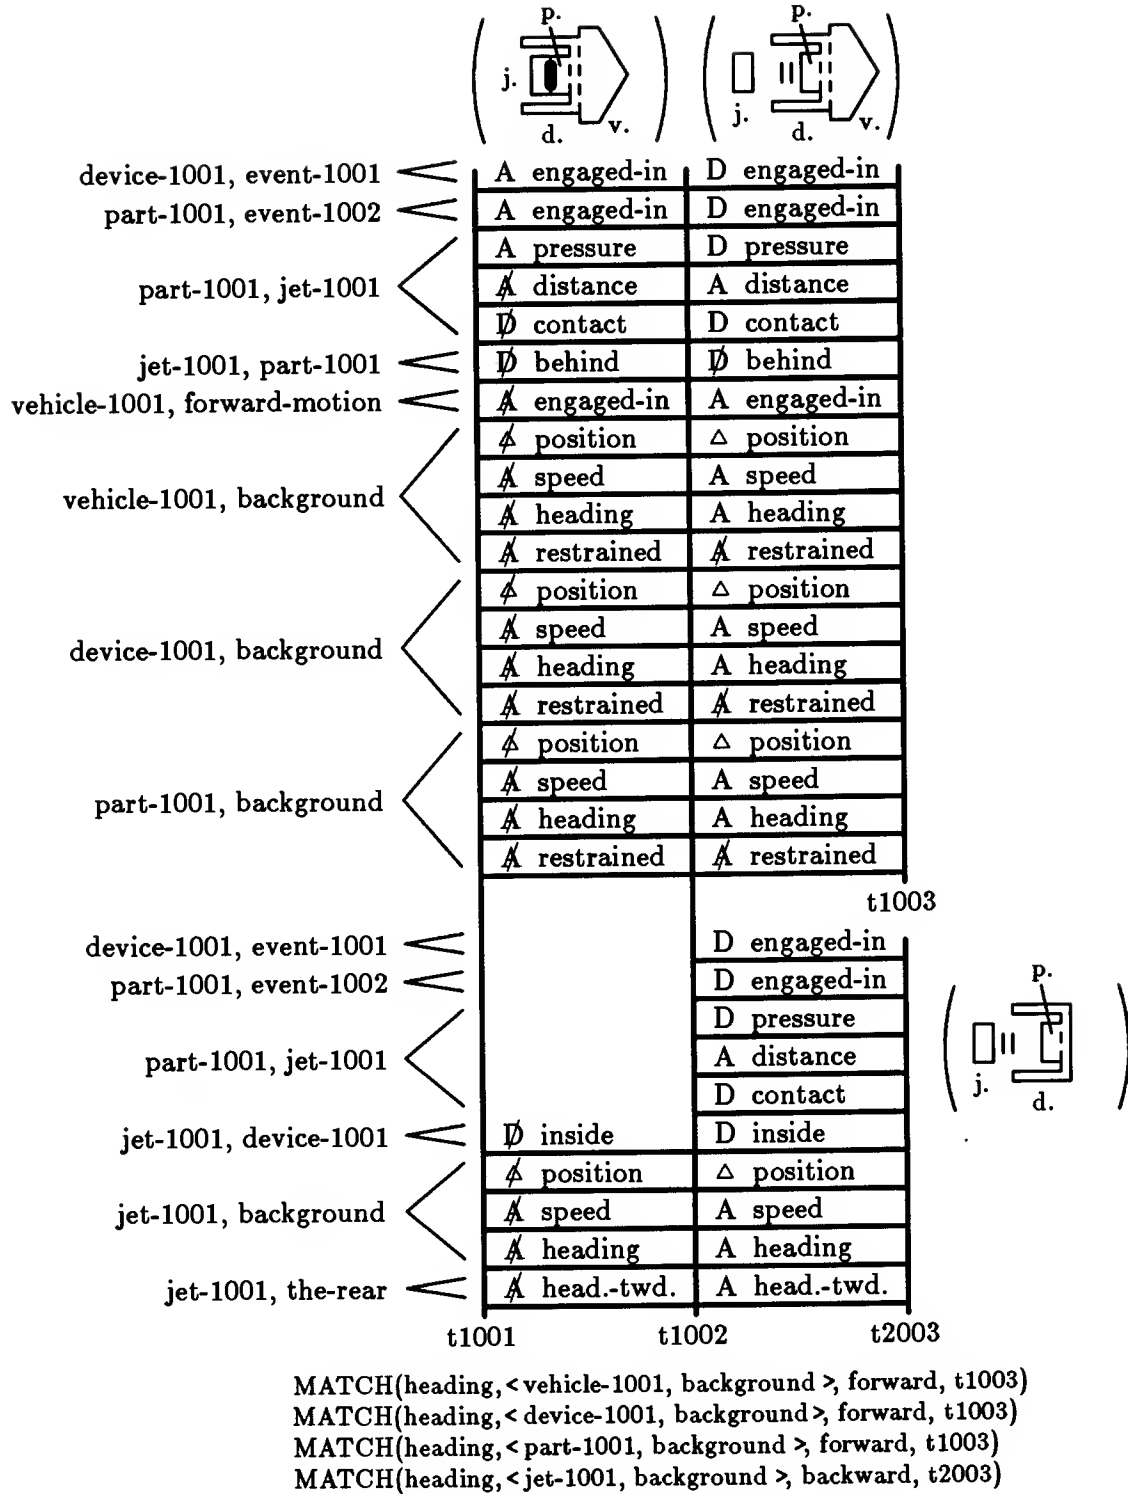 p. p.
j. j.
d. v. d. v.
device-1001, event-1001 A engaged-in D engaged-in
part-1001, event-1002 A engaged-in D engaged-in
A pressure D pressure
part-1001, jet-1001 A̸ distance A distance
D̸ contact D contact
jet-1001, part-1001 D̸ behind D̸ behind
vehicle-1001, forward-motion A̸ engaged-in A engaged-in
△̸ position △ position
A̸ speed A speed
vehicle-1001, background A̸ heading A heading
A̸ restrained A̸ restrained
△̸ position △ position
A̸ speed A speed
device-1001, background A̸ heading A heading
A̸ restrained A̸ restrained
△̸ position △ position
A̸ speed A speed
part-1001, background A̸ heading A heading
A̸ restrained A̸ restrained
t1003
device-1001, event-1001 D engaged-in
part-1001, event-1002 D engaged-in
p.
D pressure
part-1001, jet-1001 A distance
j.
D contact
d.
jet-1001, device-1001 D̸ inside D inside
△̸ position △ position
jet-1001, background A̸ speed A speed
A̸ heading A heading
jet-1001, the-rear A̸ head.-twd. A head.-twd.
t1001 t1002 t2003
MATCH(heading,<vehicle-1001, background>, forward, t1003)
MATCH(heading,<device-1001, background>, forward, t1003)
MATCH(heading,<part-1001, background>, forward, t1003)
MATCH(heading,<jet-1001, background>, backward, t2003)